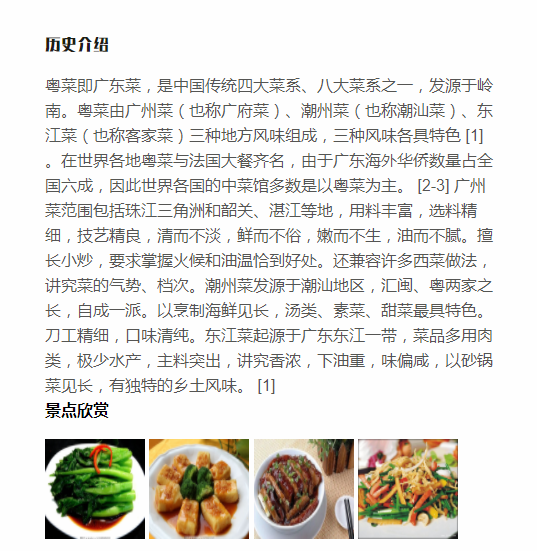 历史介绍
粤菜即广东菜，是中国传统四大菜系、八大菜系之一，发源于岭
南。粤菜由广州菜（也称广府菜）、潮州菜（也称潮汕菜）、东
江菜（也称客家菜）三种地方风味组成，三种风味各具特色 [1]
。在世界各地粤菜与法国大餐齐名，由于广东海外华侨数量占全
国六成，因此世界各国的中菜馆多数是以粤菜为主。 [2-3] 广州
菜范围包括珠江三角洲和韶关、湛江等地，用料丰富，选料精
细，技艺精良，清而不淡，鲜而不俗，嫩而不生，油而不腻。擅
长小炒，要求掌握火候和油温恰到好处。还兼容许多西菜做法，
讲究菜的气势、档次。潮州菜发源于潮汕地区，汇闽、粤两家之
长，自成一派。以烹制海鲜见长，汤类、素菜、甜菜最具特色。
刀工精细，口味清纯。东江菜起源于广东东江一带，菜品多用肉
类，极少水产，主料突出，讲究香浓，下油重，味偏咸，以砂锅
菜见长，有独特的乡土风味。 [1]
景点欣赏